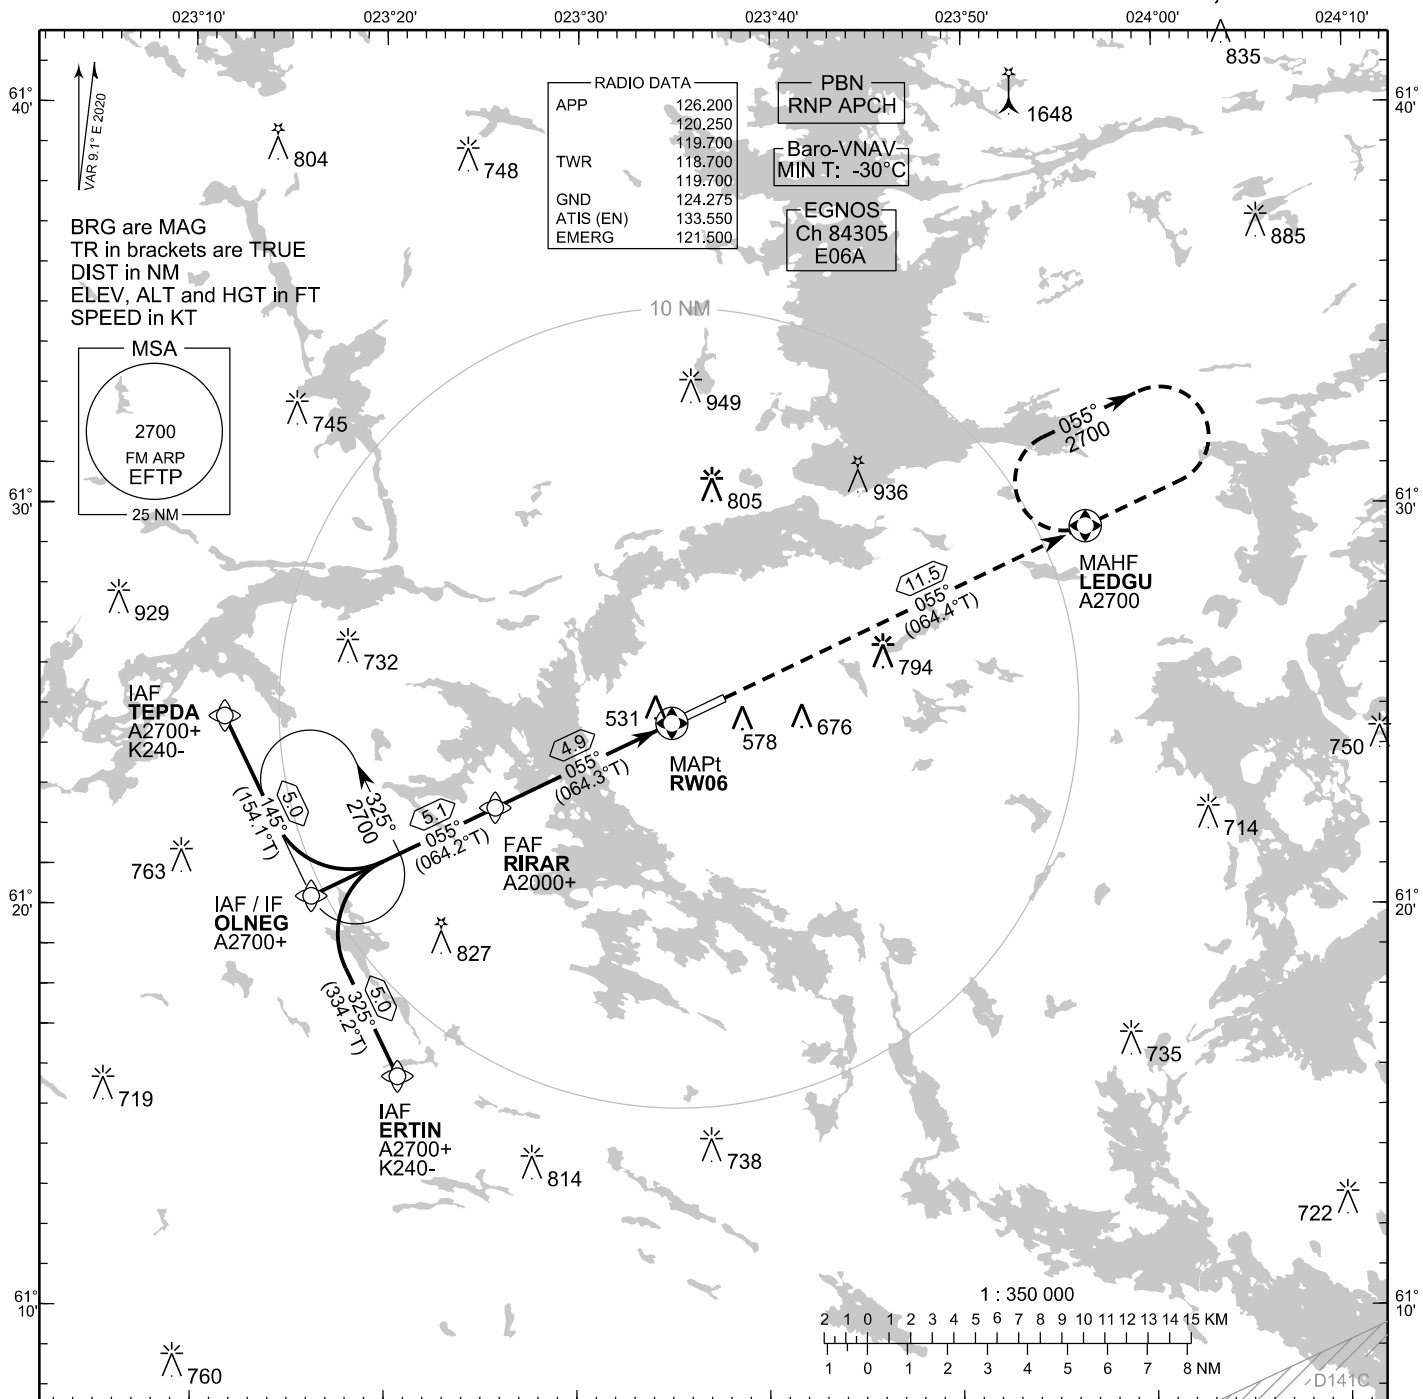 023°10'
023°20'
023°30'
023°40'
023°50'
024°00'
024°10'
61°
40'
61°
40'
VAR 9.1° E 2020
RADIO DATA
APP 126.200
120.250
119.700
TWR 118.700
119.700
GND 124.275
ATIS (EN) 133.550
EMERG 121.500
PBN
RNP APCH
Baro-VNAV
MIN T: -30°C
EGNOS
Ch 84305
E06A
835
1648
804
748
885
BRG are MAG
TR in brackets are TRUE
DIST in NM
ELEV, ALT and HGT in FT
SPEED in KT
MSA
2700
FM ARP
EFTP
25 NM
10 NM
745
949
055°
2700
805
936
61°
30'
61°
30'
MAHF
LEDGU
A2700
11.5
055°
(064.4°T)
929
732
794
IAF
TEPDA
A2700+
K240-
531
578
676
750
MAPt
RW06
4.9
055°
(064.3°T)
5.0
145°
(154.1°T)
325°
2700
5.1
055°
(064.2°T)
FAF
RIRAR
A2000+
714
763
IAF / IF
OLNEG
A2700+
61°
20'
61°
20'
827
5.0
325°
(334.2°T)
735
719
IAF
ERTIN
A2700+
K240-
814
738
722
61°
10'
61°
10'
1 : 350 000
2 1 0 1 2 3 4 5 6 7 8 9 10 11 12 13 14 15 KM
1 0 1 2 3 4 5 6 7 8 NM
760
D141C